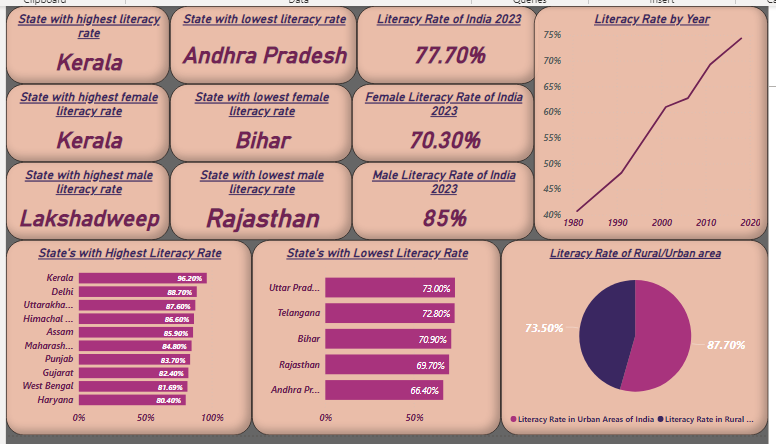 Clipboard
Data
Queries
Insert
State with highest literacy
rate
Kerala
State with lowest literacy rate
Andhra Pradesh
Literacy Rate of India 2023
77.70%
State with highest female
literacy rate
Kerala
State with lowest female
literacy rate
Bihar
Female Literacy Rate of India
2023
70.30%
State with highest male
literacy rate
Lakshadweep
State with lowest male
literacy rate
Rajasthan
Male Literacy Rate of India
2023
85%
Literacy Rate by Year
75%
70%
65%
60%
55%
50%
45%
40%
1980 1990 2000 2010 2020
State's with Highest Literacy Rate
Kerala 96.20%
Delhi 88.70%
Uttarakha... 87.60%
Himachal ... 86.60%
Assam 85.90%
Maharash... 84.80%
Punjab 83.70%
Gujarat 82.40%
West Bengal 81.69%
Haryana 80.40%
0% 50% 100%
State's with Lowest Literacy Rate
Uttar Prad... 73.00%
Telangana 72.80%
Bihar 70.90%
Rajasthan 69.70%
Andhra Pr... 66.40%
0% 50%
Literacy Rate of Rural/Urban area
73.50%
87.70%
Literacy Rate in Urban Areas of India Literacy Rate in Rural ...